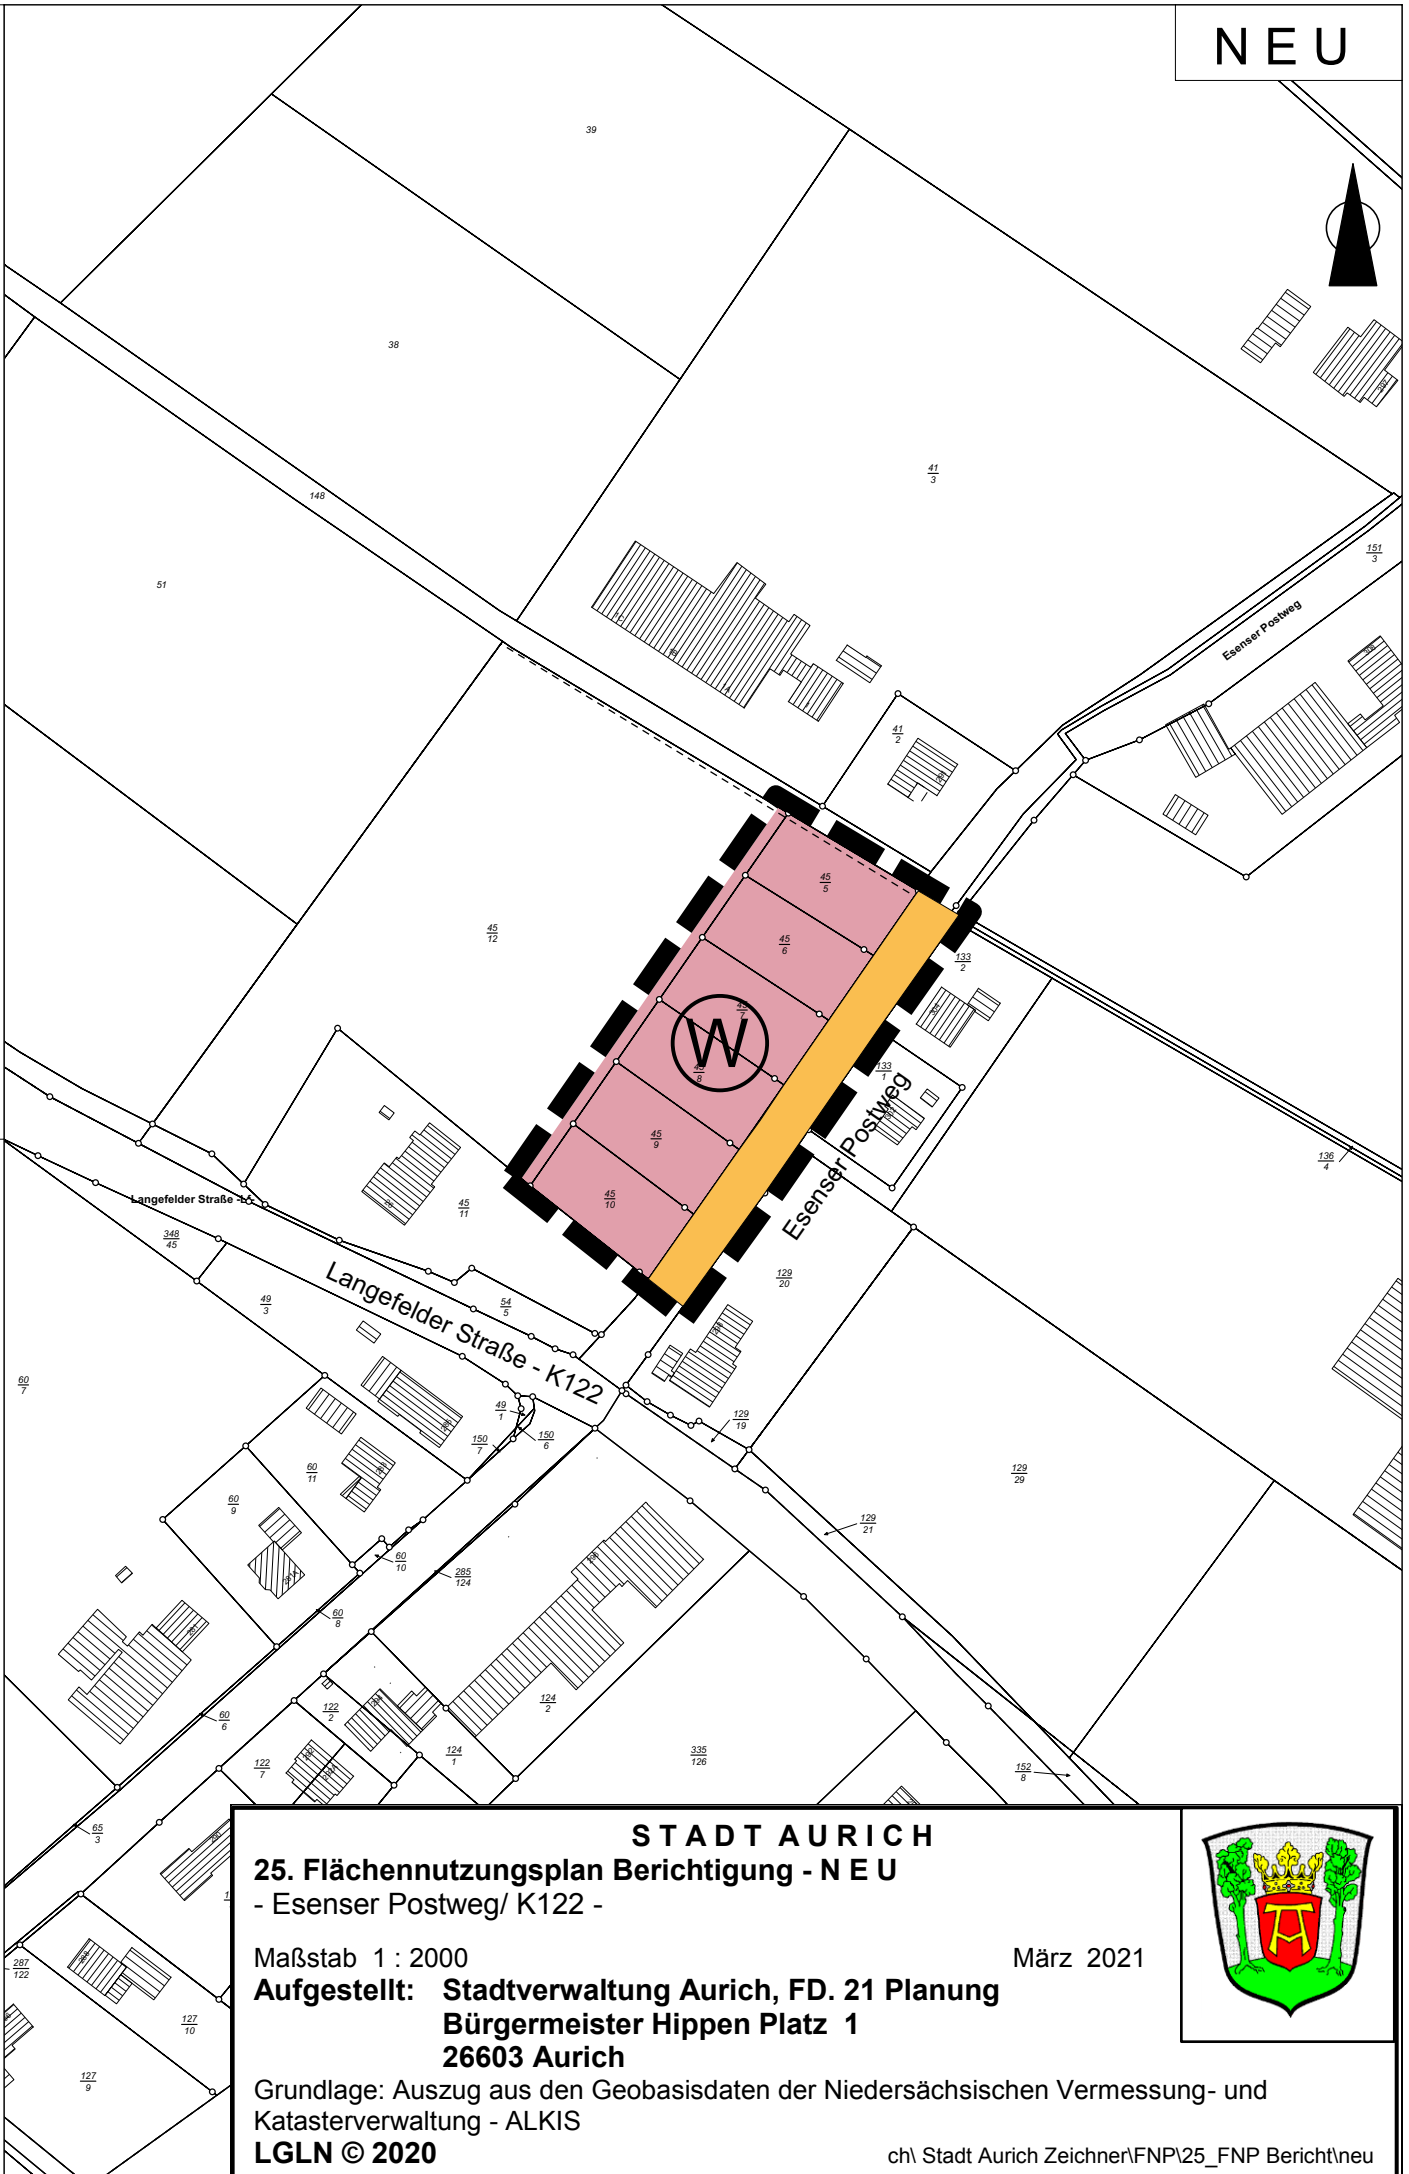 NEU
39
38
41/3
148
51
151/3
Esenser Postweg
41/2
45/5
45/12
45/6
133/2
45/7
W
45/8
133/1
Esenser Postweg
45/9
136/4
45/10
45/11
Langefelder Straße -L-
348/45
129/20
49/3
54/5
Langefelder Straße - K122
60/7
49/1
129/19
150/7
150/6
60/11
129/29
60/9
129/21
60/10
285/124
60/8
60/6
122/2
124/2
122/7
124/1
335/126
152/8
65/3
287/122
127/10
127/9
STADT AURICH
25. Flächennutzungsplan Berichtigung - N E U
- Esenser Postweg/ K122 -
Maßstab 1 : 2000
März 2021
Aufgestellt: Stadtverwaltung Aurich, FD. 21 Planung
Bürgermeister Hippen Platz 1
26603 Aurich
Grundlage: Auszug aus den Geobasisdaten der Niedersächsischen Vermessung- und
Katasterverwaltung - ALKIS
LGLN © 2020
ch\ Stadt Aurich Zeichner\FNP\25_FNP Bericht\neu